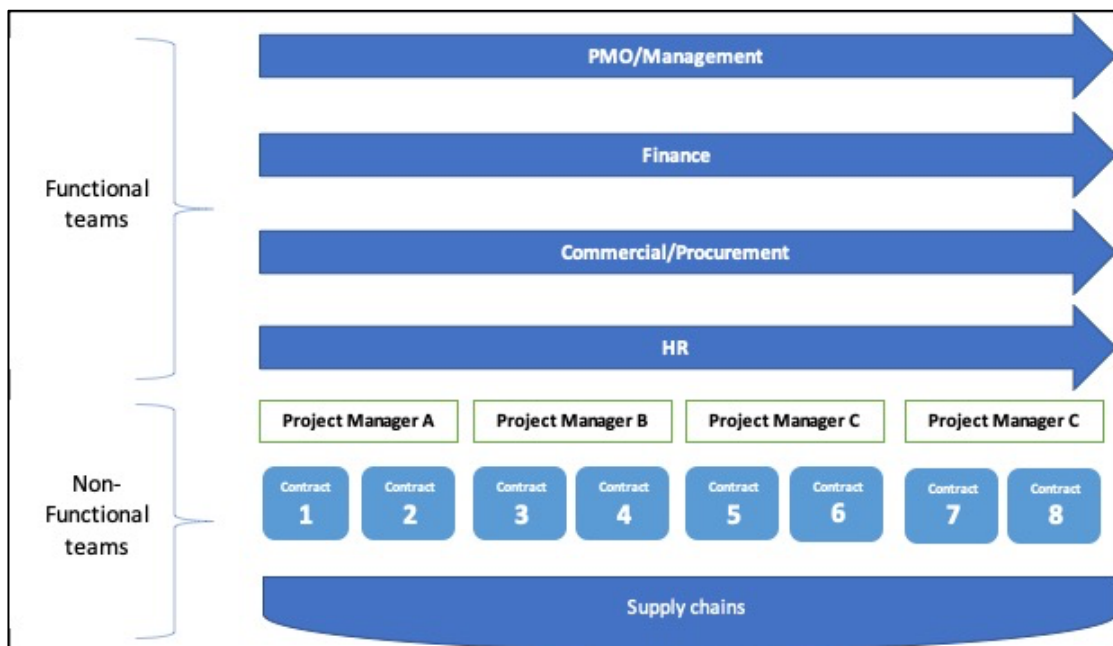 PMO/Management
Finance
Functional
teams
Commercial/Procurement
HR
Project Manager A
Project Manager B
Project Manager C
Project Manager C
Non-
Functional
teams
Contract
1
Contract
2
Contract
3
Contract
4
Contract
5
Contract
6
Contract
7
Contract
8
Supply chains